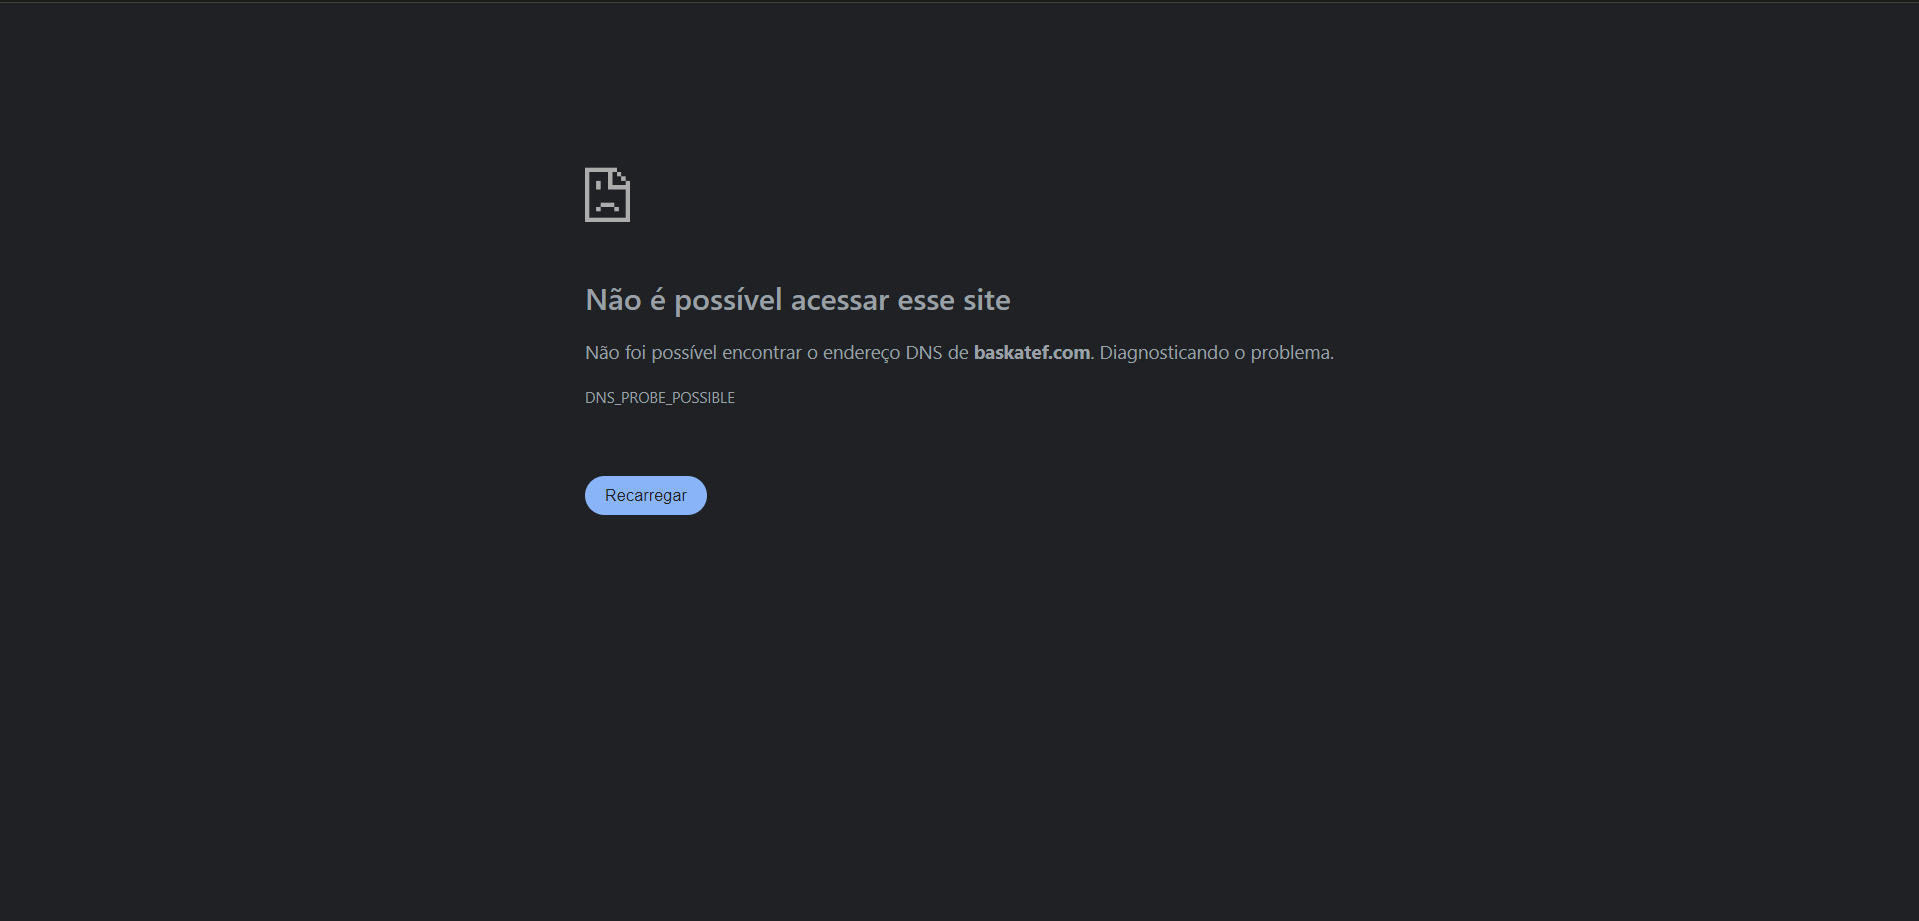 Não é possível acessar esse site
Não foi possível encontrar o endereço DNS de baskatef.com. Diagnosticando o problema.
DNS_PROBE_POSSIBLE
Recarregar